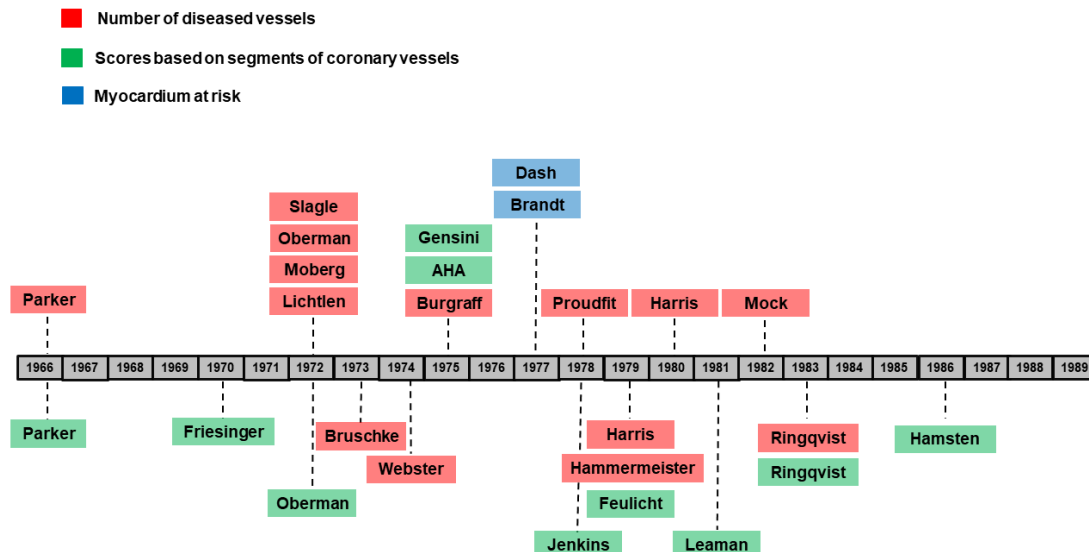 Number of diseased vessels
Scores based on segments of coronary vessels
Myocardium at risk
Dash
Brandt
Slagle
Oberman
Moberg
Lichtlen
Gensini
AHA
Burgraff
Parker
Proudfit
Harris
Mock
1966 1967 1968 1969 1970 1971 1972 1973 1974 1975 1976 1977 1978 1979 1980 1981 1982 1983 1984 1985 1986 1987 1988 1989
Parker
Friesinger
Bruschke
Webster
Oberman
Harris
Hammermeister
Feulicht
Jenkins
Leaman
Ringqvist
Ringqvist
Hamsten